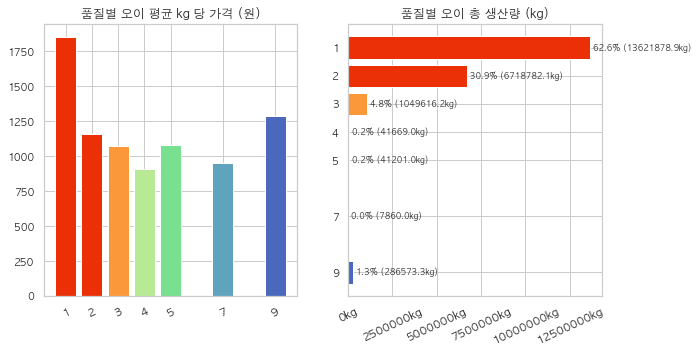 품질별 오이 평균 kg 당 가격 (원)
1750
1500
1250
1000
750
500
250
0
1 2 3 4 5 7 9
품질별 오이 총 생산량 (kg)
1 62.6% (13621878.9kg)
2 30.9% (6718782.1kg)
3 4.8% (1049616.2kg)
4 0.2% (41669.0kg)
5 0.2% (41201.0kg)
7 0.0% (7860.0kg)
9 1.3% (286573.3kg)
0kg 2500000kg 5000000kg 7500000kg 10000000kg 12500000kg